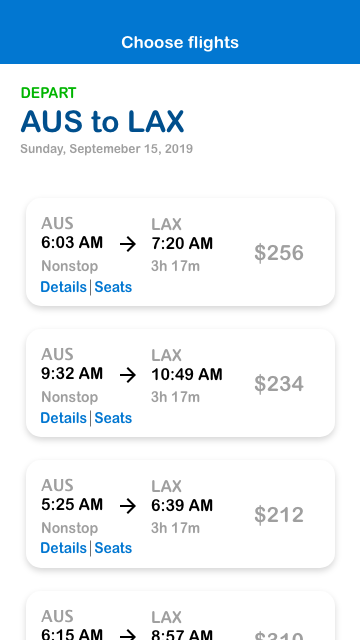 Choose flights
DEPART
AUS to LAX
Sunday, Septemeber 15, 2019
AUS LAX
6:03 AM → 7:20 AM $256
Nonstop 3h 17m
Details|Seats
AUS LAX
9:32 AM → 10:49 AM $234
Nonstop 3h 17m
Details|Seats
AUS LAX
5:25 AM → 6:39 AM $212
Nonstop 3h 17m
Details|Seats
AUS LAX
6:15 AM → 8:57 AM $310